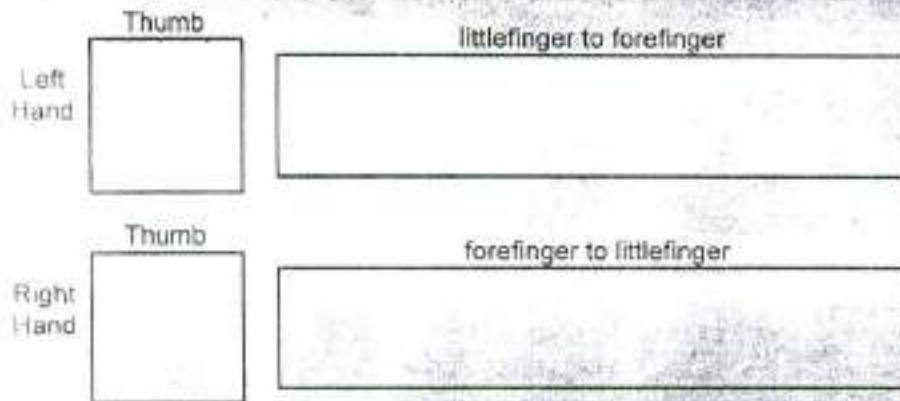 Thumb
littlefinger to forefinger
Left
Hand
Thumb
forefinger to littlefinger
Right
Hand